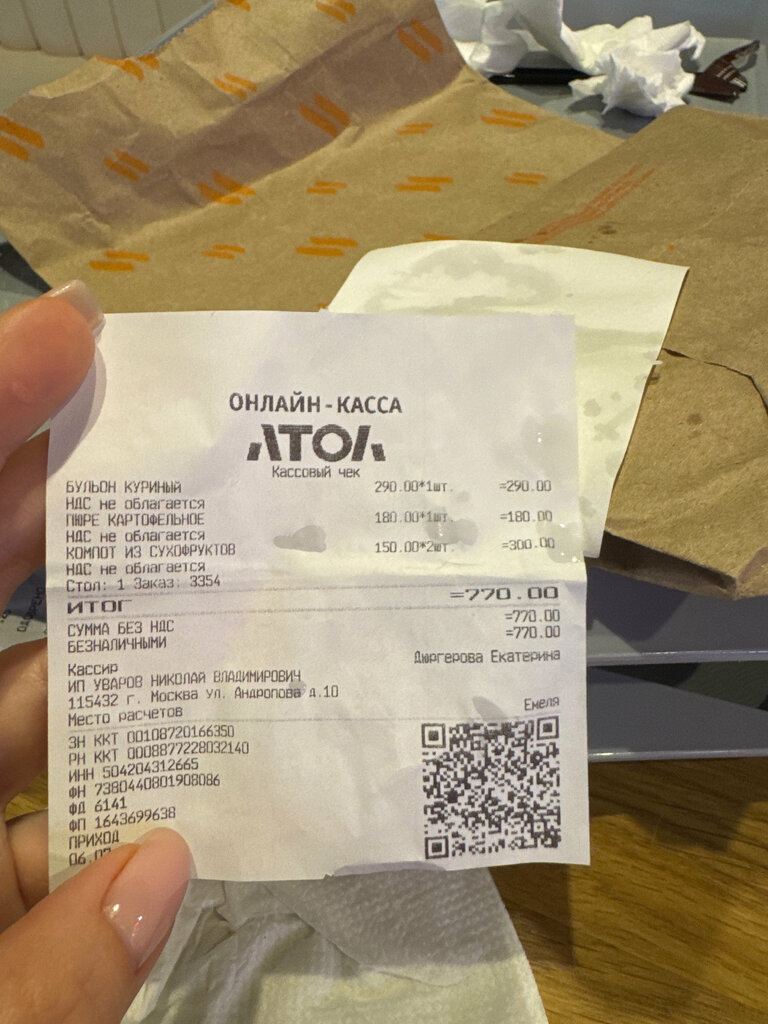 ОНЛАЙН-КАССА
АТОЛ
Кассовый чек
БУЛЬОН КУРИНЫЙ 290.00*1шт. =290.00
НДС не облагается
ПЮРЕ КАРТОФЕЛЬНОЕ 180.00*1шт. =180.00
НДС не облагается
КОМПОТ ИЗ СУХОФРУКТОВ 150.00*2шт. =300.00
НДС не облагается
Стол: 1 Заказ: 3354
ИТОГ =770.00
СУММА БЕЗ НДС =770.00
БЕЗНАЛИЧНЫМИ =770.00
Кассир Дюргерова Екатерина
ИП УВАРОВ НИКОЛАЙ ВЛАДИМИРОВИЧ
115432 г. Москва ул. Андропова д.10
Место расчетов Емеля
ЗН ККТ 00108720166350
РН ККТ 0008877228032140
ИНН 504204312665
ФН 7380440801908086
ФД 6141
ФП 1643699638
ПРИХОД